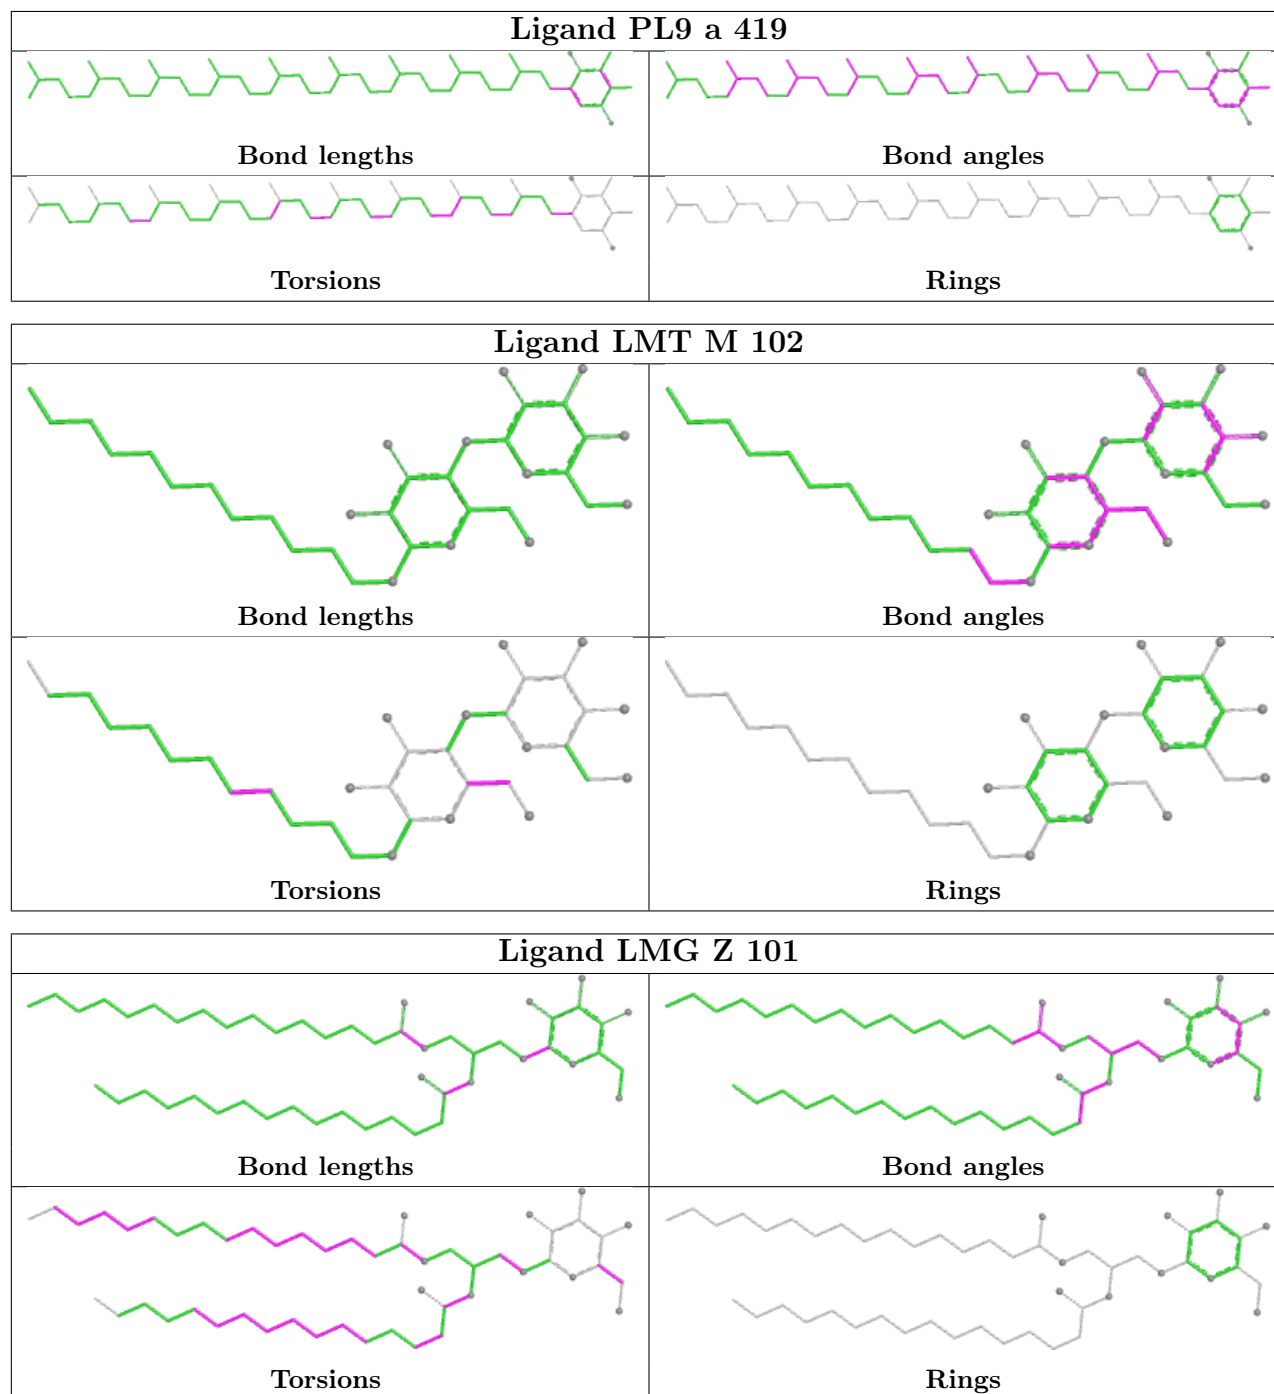 Ligand PL9 a 419
Bond lengths
Bond angles
Torsions
Rings
Ligand LMT M 102
Bond lengths
Bond angles
Torsions
Rings
Ligand LMG Z 101
Bond lengths
Bond angles
Torsions
Rings